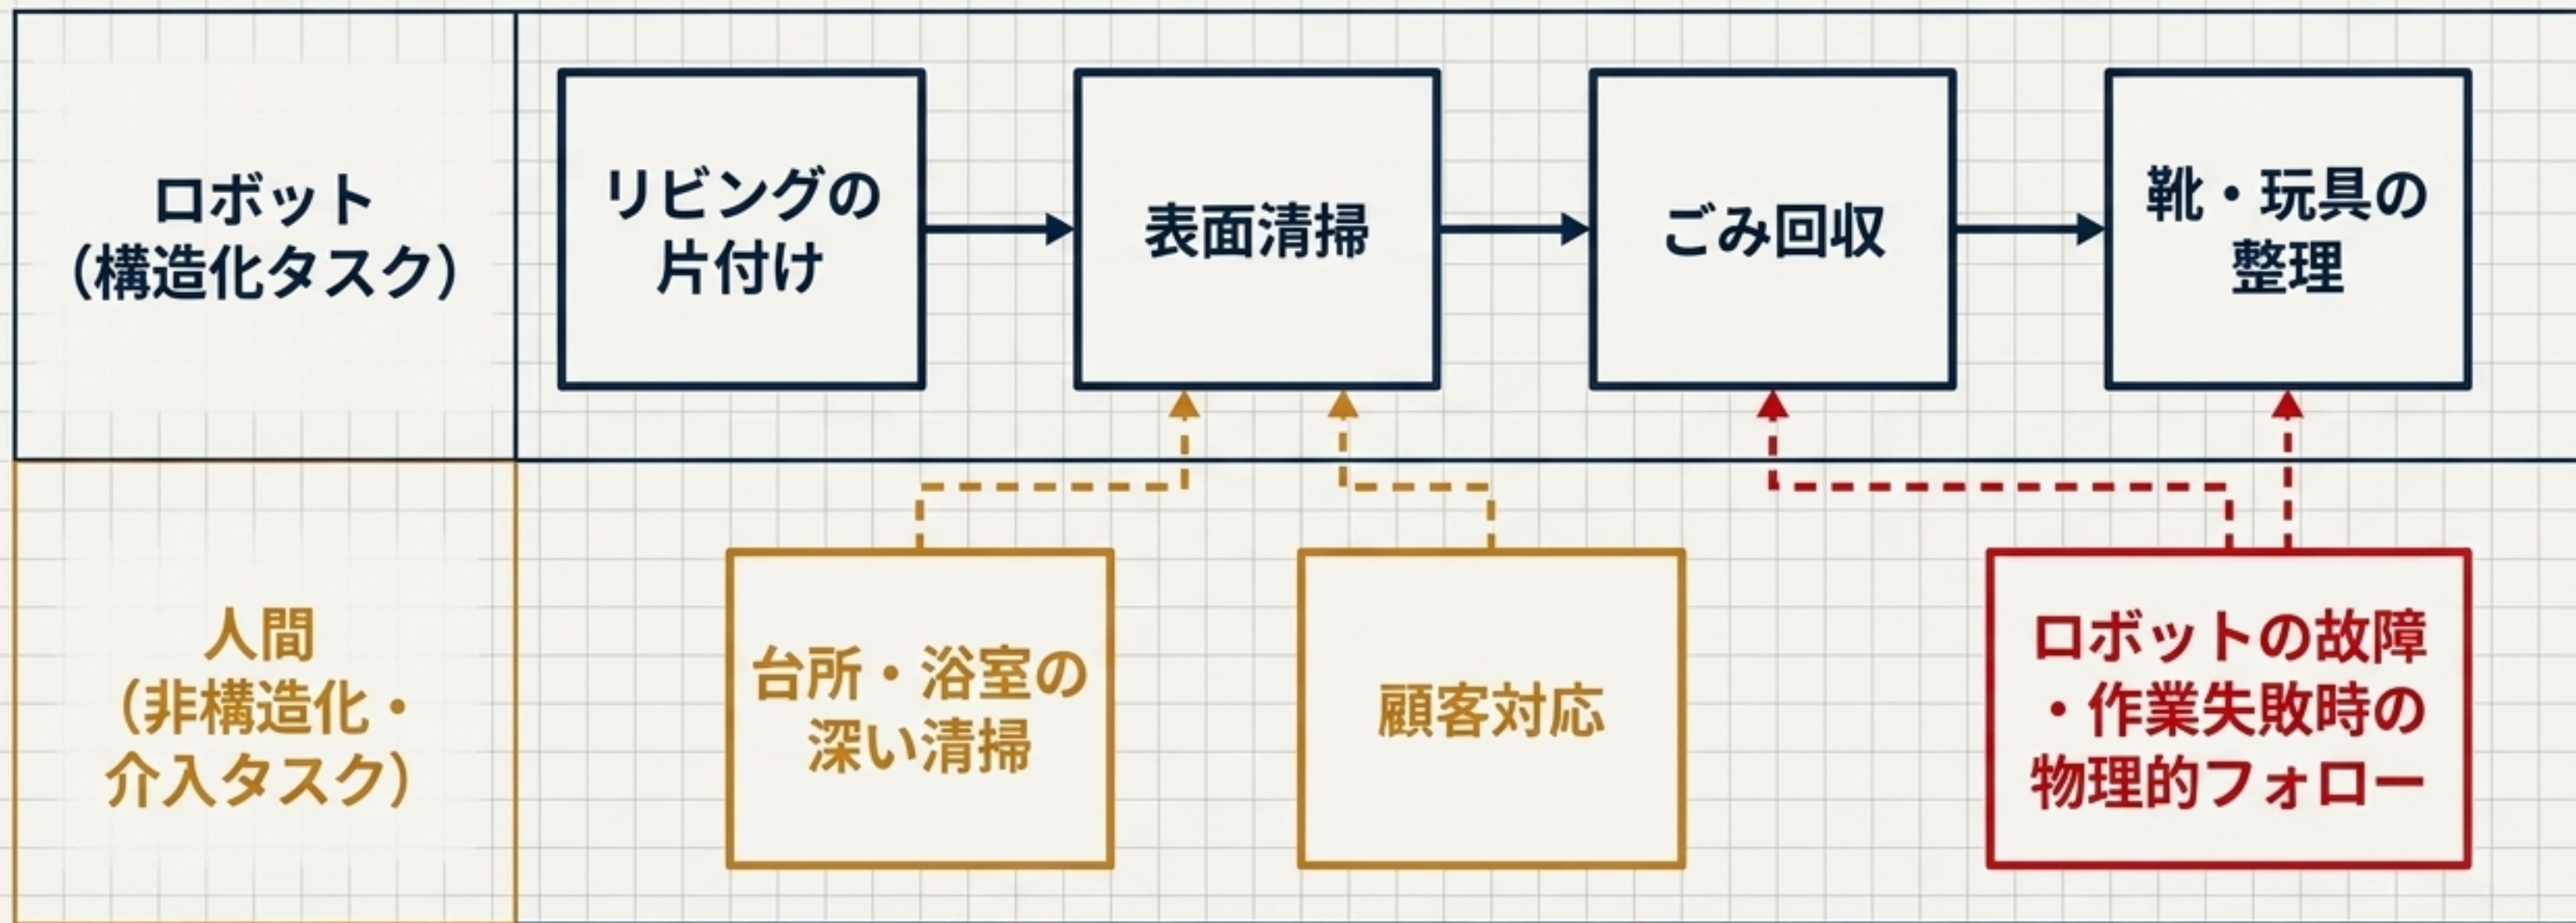 ロボット
（構造化タスク）
リビングの
片付け
表面清掃
ごみ回収
靴・玩具の
整理
人間
（非構造化・
介入タスク）
台所・浴室の
深い清掃
顧客対応
ロボットの故障
・作業失敗時の
物理的フォロー